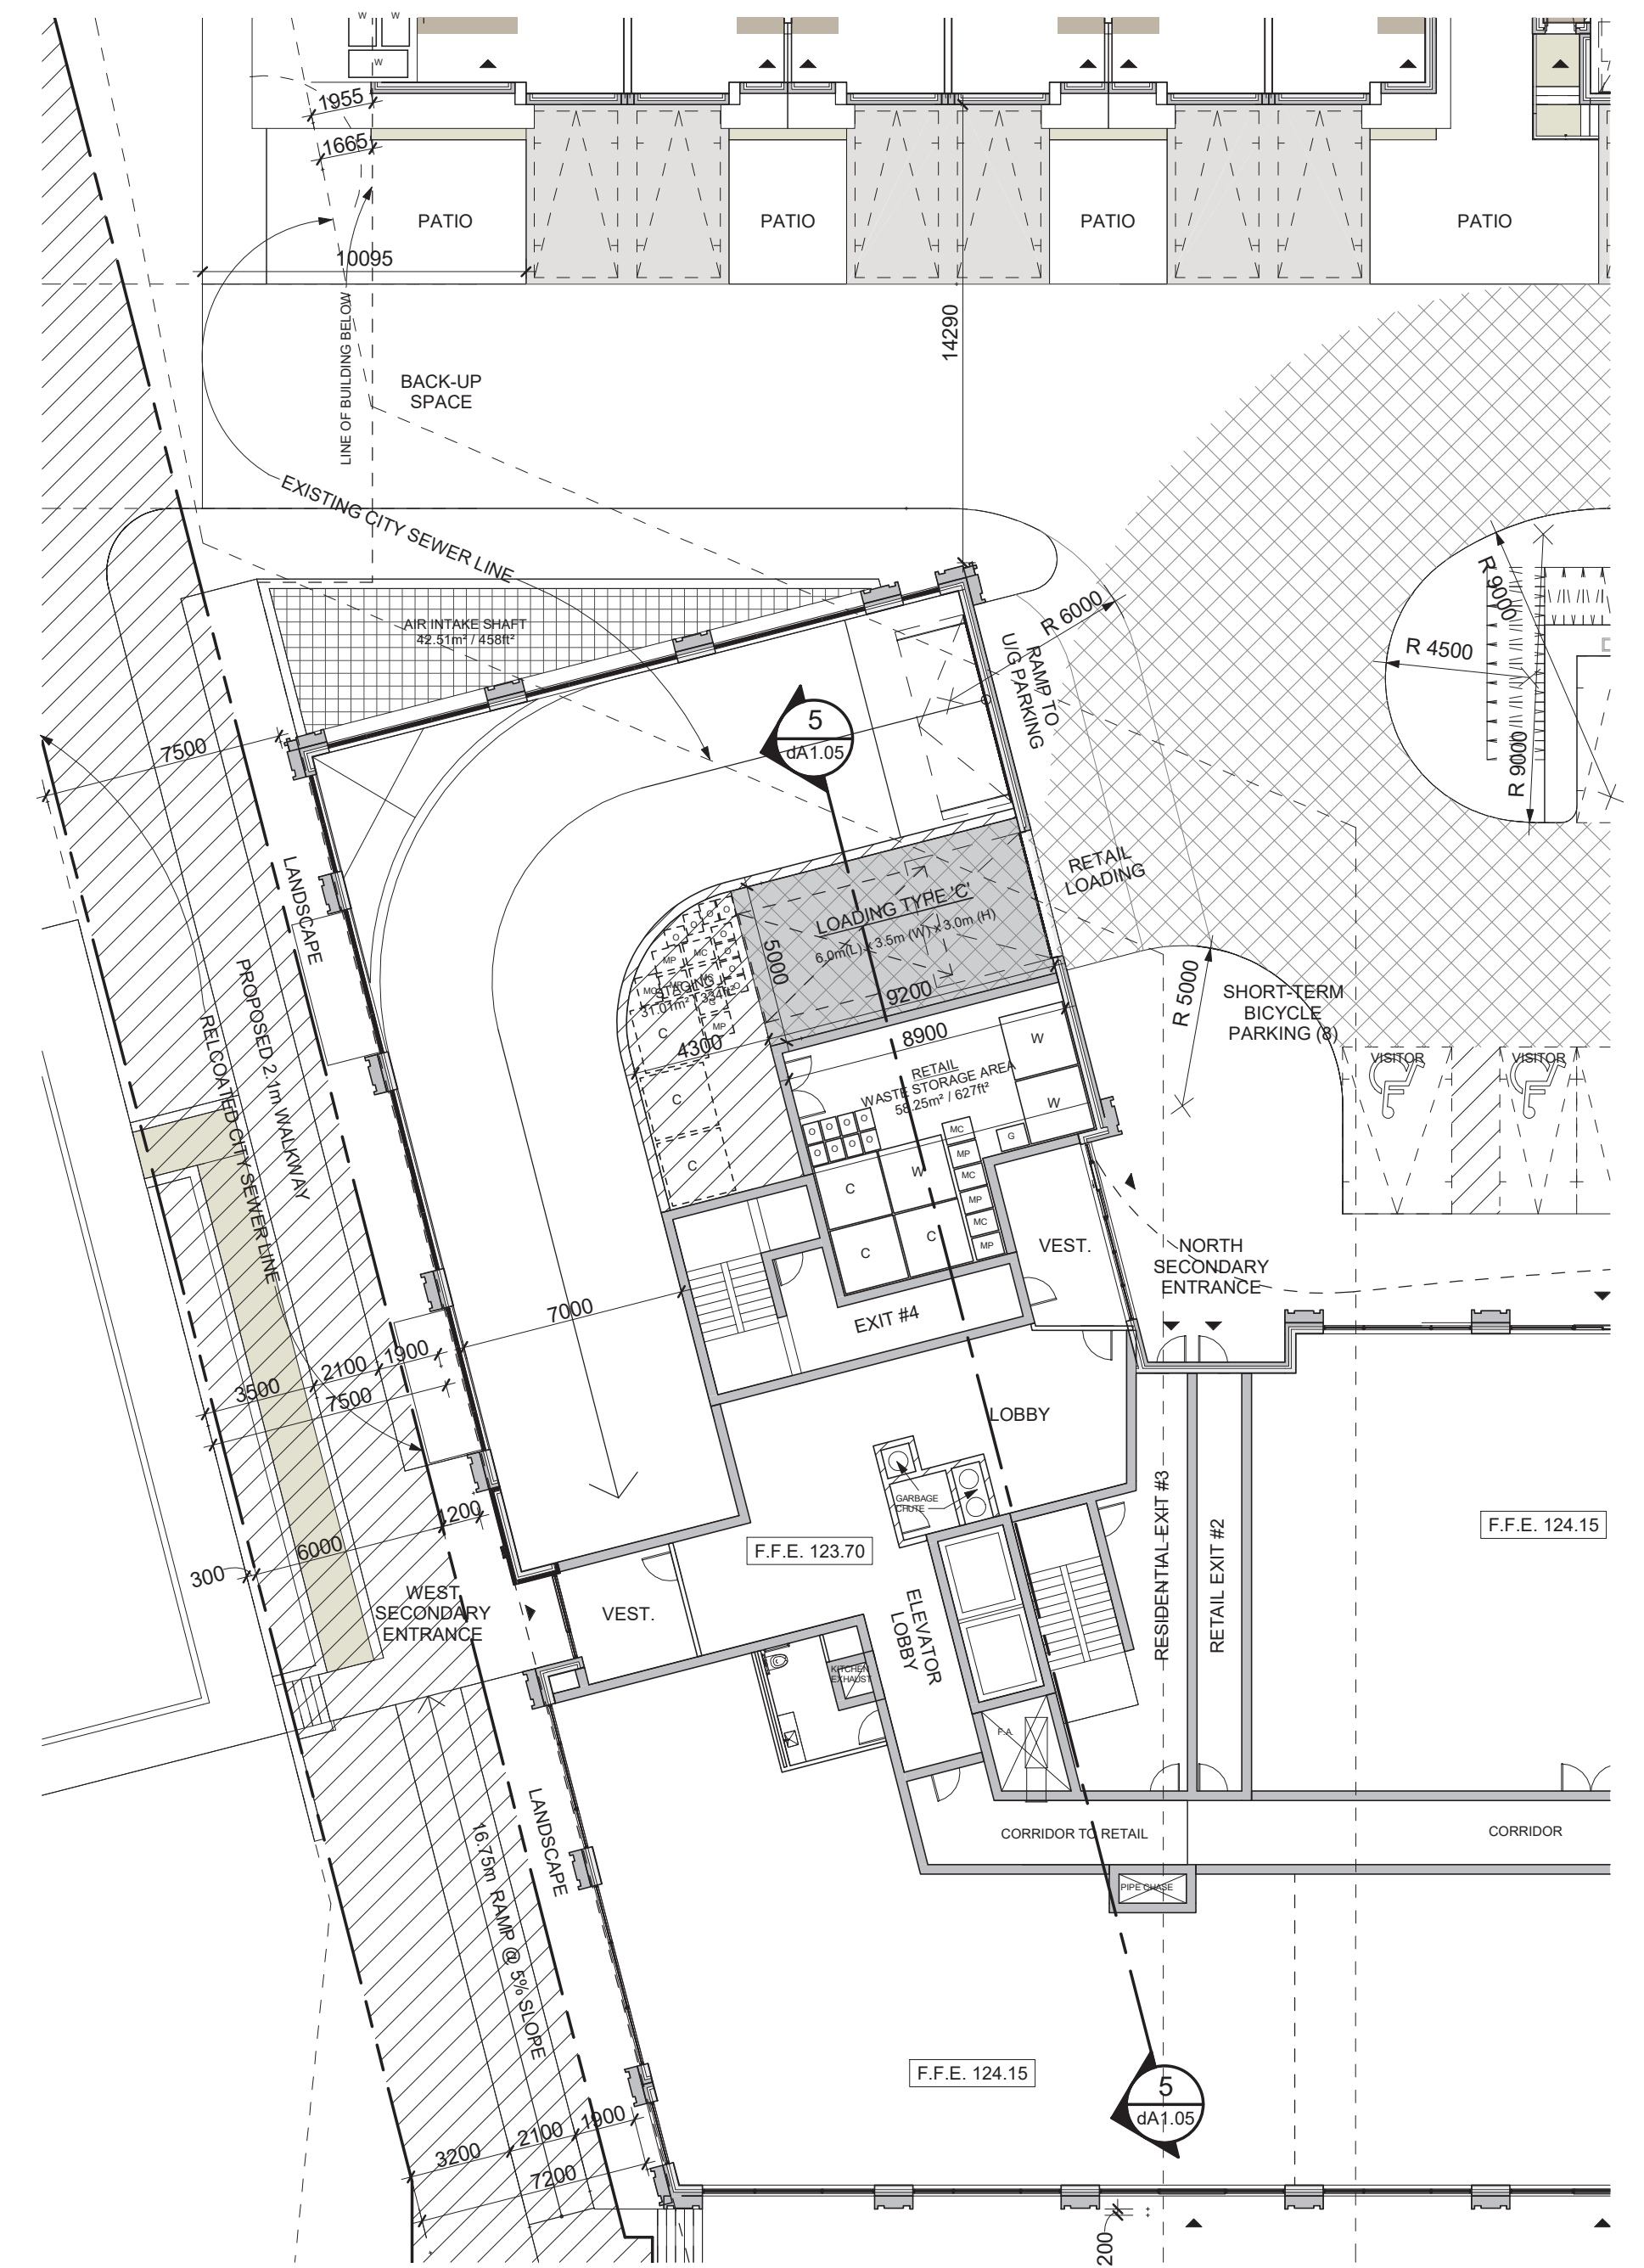 W
W
W
1955
1665
PATIO
PATIO
PATIO
PATIO
10095
LINE OF BUILDING BELOW
14290
BACK-UP
SPACE
EXISTING CITY SEWER LINE
AIR INTAKE SHAFT
42.51m² / 458ft²
R 6000
RAMP TO
U/G PARKING
R 9000
R 4500
R 9000
7500
5
dA1.05
LANDSCAPE
RETAIL
LOADING
LOADING TYPE 'C'
6.0m(L) x 3.5m (W) x 3.0m (H)
5000
9200
STAGING
31.01m² / 334ft²
MP
MC
MC
MC
MP
C
C
C
4300
8900
R 5000
SHORT-TERM
BICYCLE
PARKING (8)
VISITOR
VISITOR
PROPOSED 2.1m WALKWAY
RELCOATED CITY SEWER LINE
RETAIL
WASTE STORAGE AREA
58.25m² / 627ft²
W
W
G
O O O O
O O O O
MC
MP
MC
MP
MC
MP
C
W
C
C
VEST.
NORTH
SECONDARY
ENTRANCE
EXIT #4
7000
1900
2100
3500
7500
LOBBY
GARBAGE
CHUTE
RESIDENTIAL EXIT #3
RETAIL EXIT #2
F.F.E. 124.15
F.F.E. 123.70
1200
6000
300
WEST
SECONDARY
ENTRANCE
VEST.
ELEVATOR
LOBBY
KITCHEN
EXHAUST
F.A.
LANDSCAPE
16.75m RAMP @ 5% SLOPE
CORRIDOR TO RETAIL
CORRIDOR
PIPE CHASE
F.F.E. 124.15
5
dA1.05
1900
2100
3200
7200
200